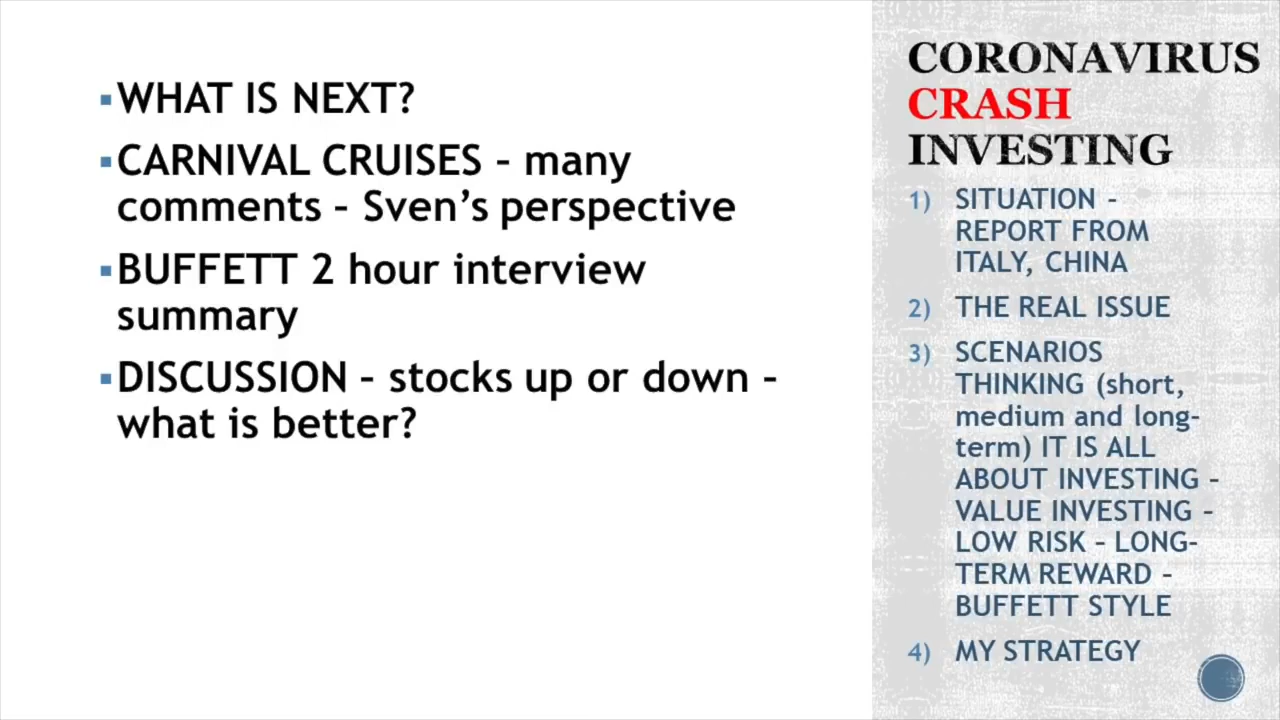 ▪WHAT IS NEXT?
▪CARNIVAL CRUISES – many
comments – Sven's perspective
▪BUFFETT 2 hour interview
summary
▪DISCUSSION – stocks up or down –
what is better?
CORONAVIRUS
CRASH
INVESTING
1) SITUATION –
REPORT FROM
ITALY, CHINA
2) THE REAL ISSUE
3) SCENARIOS
THINKING (short,
medium and long-
term) IT IS ALL
ABOUT INVESTING –
VALUE INVESTING –
LOW RISK – LONG-
TERM REWARD –
BUFFETT STYLE
4) MY STRATEGY